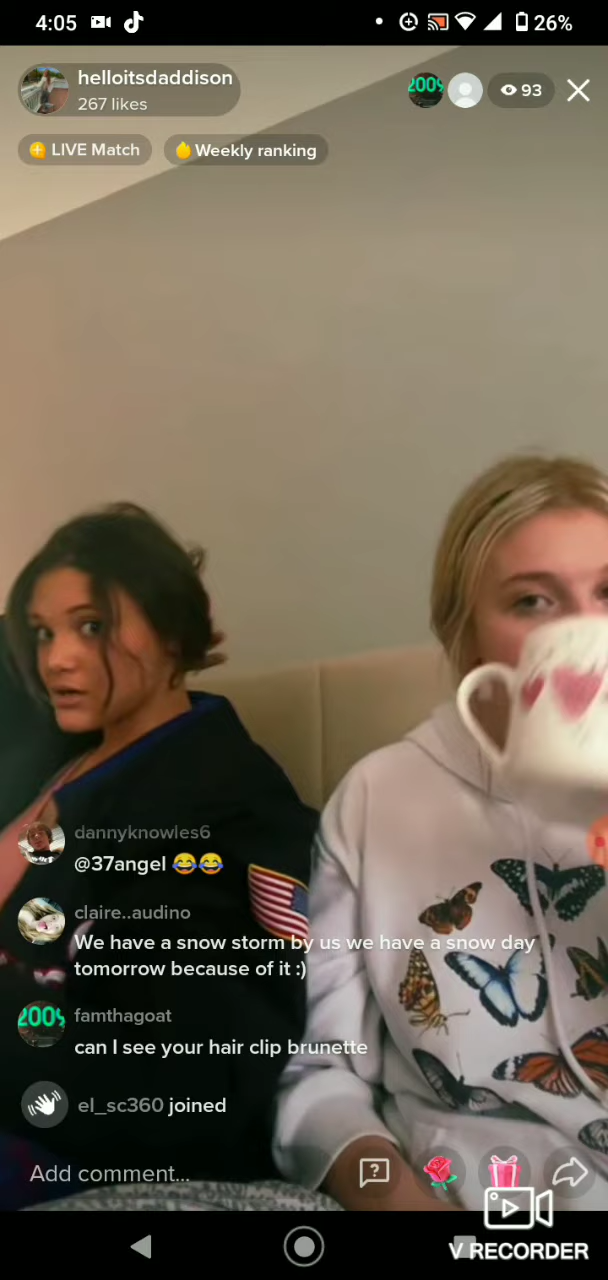 4:05
26%
helloitsdaddison
267 likes
200%
93
LIVE Match
Weekly ranking
dannyknowles6
@37angel 😂😂
claire..audino
We have a snow storm by us we have a snow day
tomorrow because of it :)
famthagoat
can I see your hair clip brunette
el_sc360 joined
Add comment...
V RECORDER